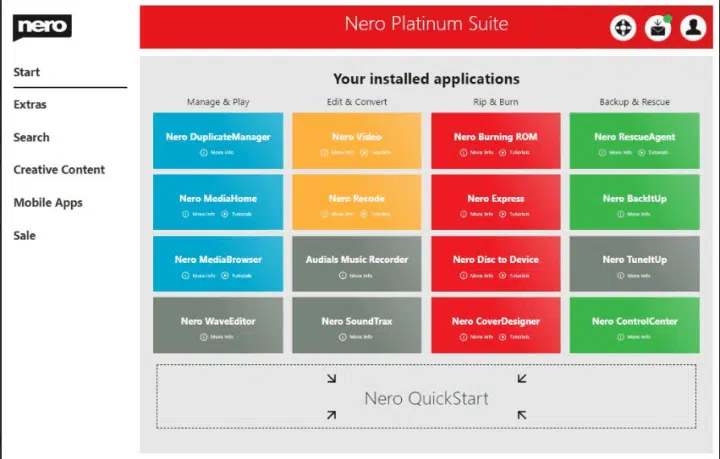 nero
Nero Platinum Suite
Start
Extras
Search
Creative Content
Mobile Apps
Sale
Your installed applications
Manage & Play
Edit & Convert
Rip & Burn
Backup & Rescue
Nero DuplicateManager
More Info
Nero Video
More Info Tutorials
Nero Burning ROM
More Info Tutorials
Nero RescueAgent
More Info Tutorials
Nero MediaHome
More Info Tutorials
Nero Recode
More Info Tutorials
Nero Express
More Info Tutorials
Nero BackItUp
More Info Tutorials
Nero MediaBrowser
More Info Tutorials
Audials Music Recorder
More Info
Nero Disc to Device
More Info Tutorials
Nero TuneItUp
More Info
Nero WaveEditor
More Info
Nero SoundTrax
More Info
Nero CoverDesigner
More Info Tutorials
Nero ControlCenter
More Info
Nero QuickStart